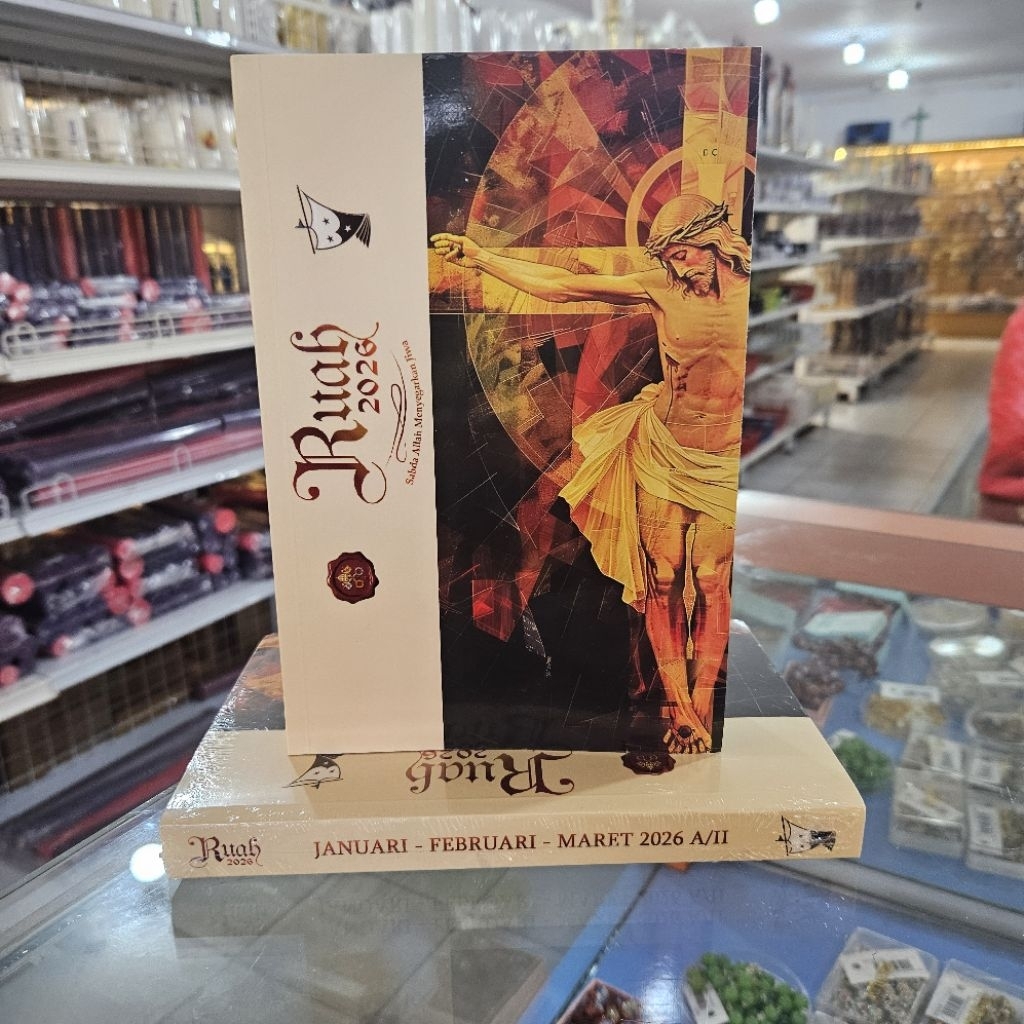 Ruah
2026
Sabda Allah Menyegarkan Jiwa
Ruah
2026
Ruah
2026
JANUARI - FEBRUARI - MARET 2026 A/II